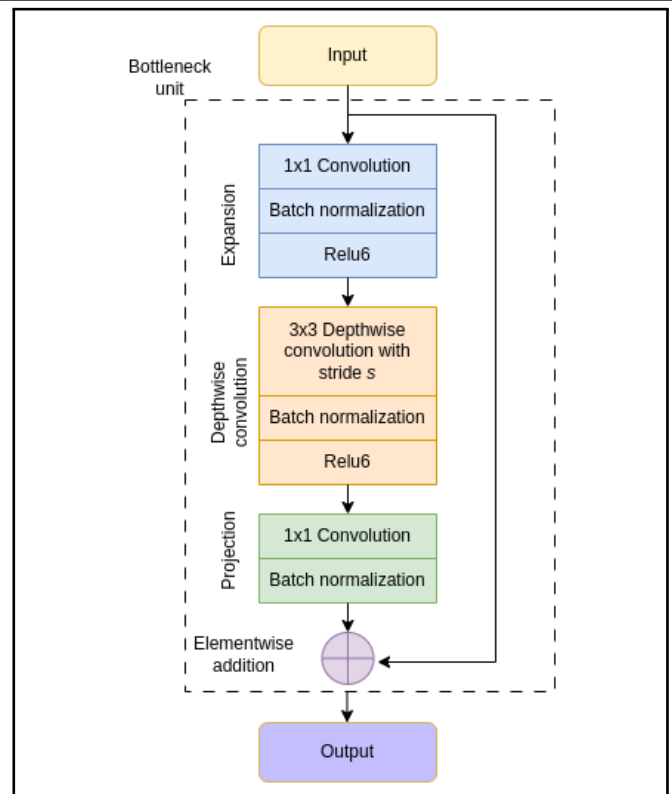 Input
Bottleneck
unit
Expansion
1x1 Convolution
Batch normalization
Relu6
Depthwise
convolution
3x3 Depthwise
convolution with
stride s
Batch normalization
Relu6
Projection
1x1 Convolution
Batch normalization
Elementwise
addition
Output